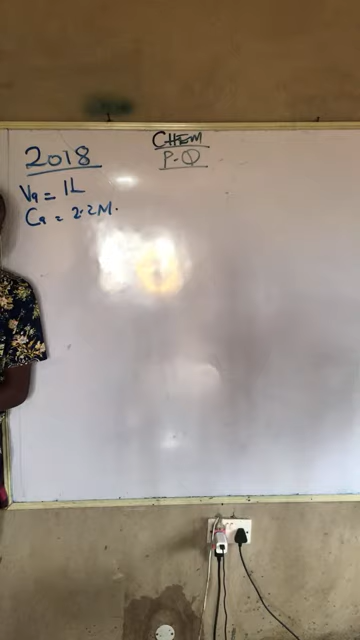 CHEM
P-Q
2018
Va = 1L
Ca = 2.2M.